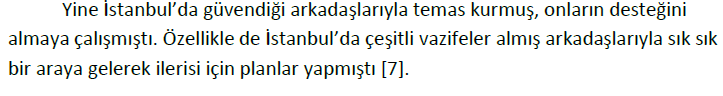 Yine İstanbul’da güvendiği arkadaşlarıyla temas kurmuş, onların desteğini
almaya çalışmıştı. Özellikle de İstanbul’da çeşitli vazifeler almış arkadaşlarıyla sık sık
bir araya gelerek ilerisi için planlar yapmıştı [7].